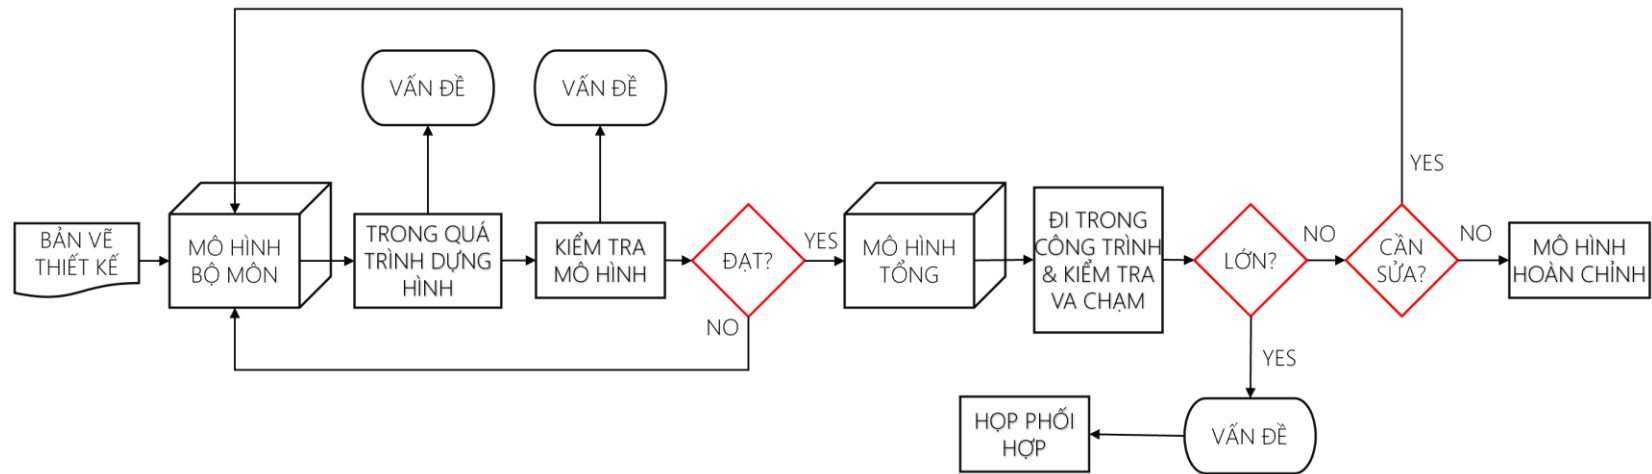 VẤN ĐỀ
VẤN ĐỀ
YES
BẢN VẼ
THIẾT KẾ
MÔ HÌNH
BỘ MÔN
TRONG QUÁ
TRÌNH DỰNG
HÌNH
KIỂM TRA
MÔ HÌNH
ĐẠT?
YES
NO
MÔ HÌNH
TỔNG
ĐI TRONG
CÔNG TRÌNH
& KIỂM TRA
VA CHẠM
LỚN?
NO
YES
CẦN
SỬA?
NO
MÔ HÌNH
HOÀN CHỈNH
HỌP PHỐI
HỢP
VẤN ĐỀ